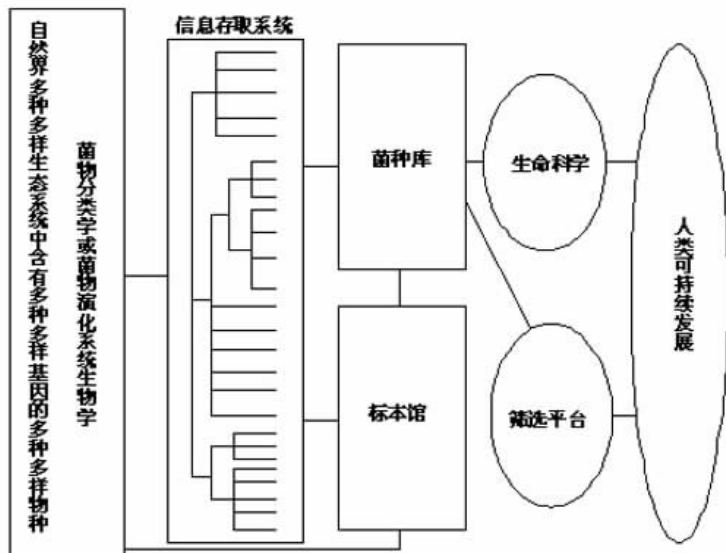 自然界多种多样生态系统中含有多种多样基因的多种多样物种
菌物分类学或菌物演化系统生物学
信息存取系统
菌种库
标本馆
生命科学
筛选平台
人类可持续发展